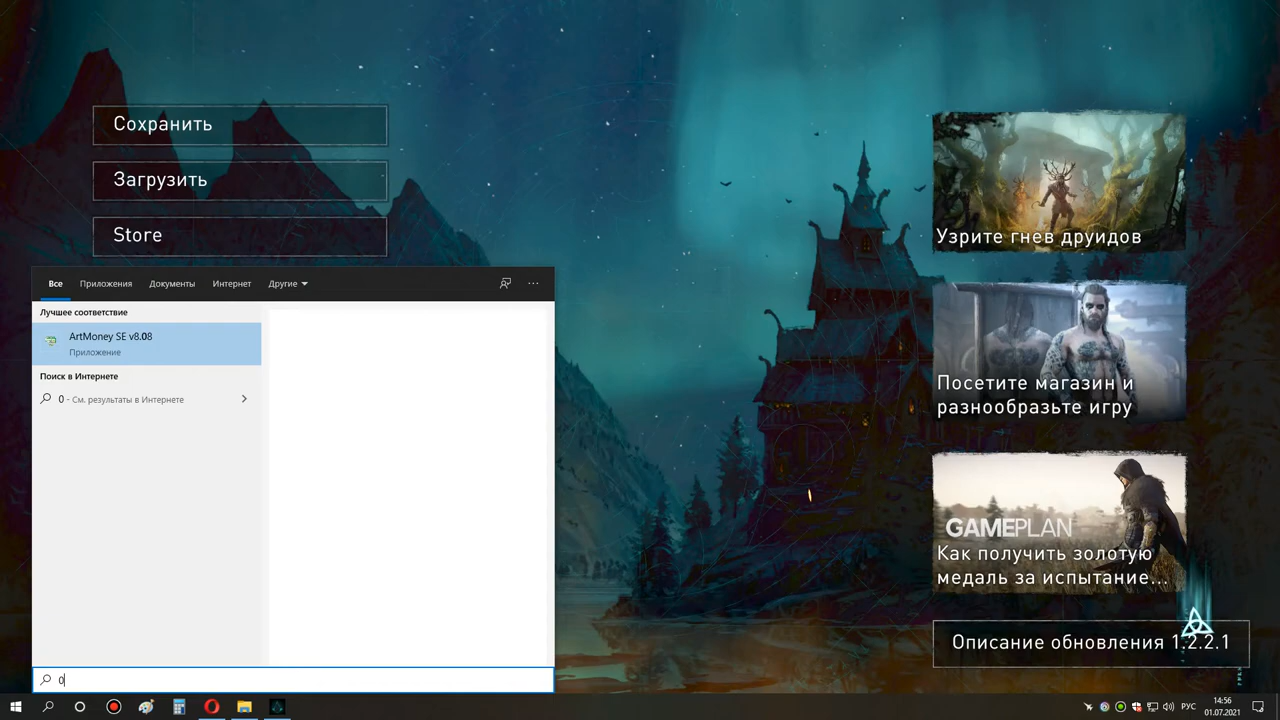 Сохранить
Загрузить
Store
Все
Приложения
Документы
Интернет
Другие
Лучшее соответствие
ArtMoney SE v8.08
Приложение
Поиск в Интернете
0 - См. результаты в Интернете
0
Узрите гнев друидов
Посетите магазин и
разнообразьте игру
GAMEPLAN
Как получить золотую
медаль за испытание...
Описание обновления 1.2.2.1
РУС
14:56
01.07.2021